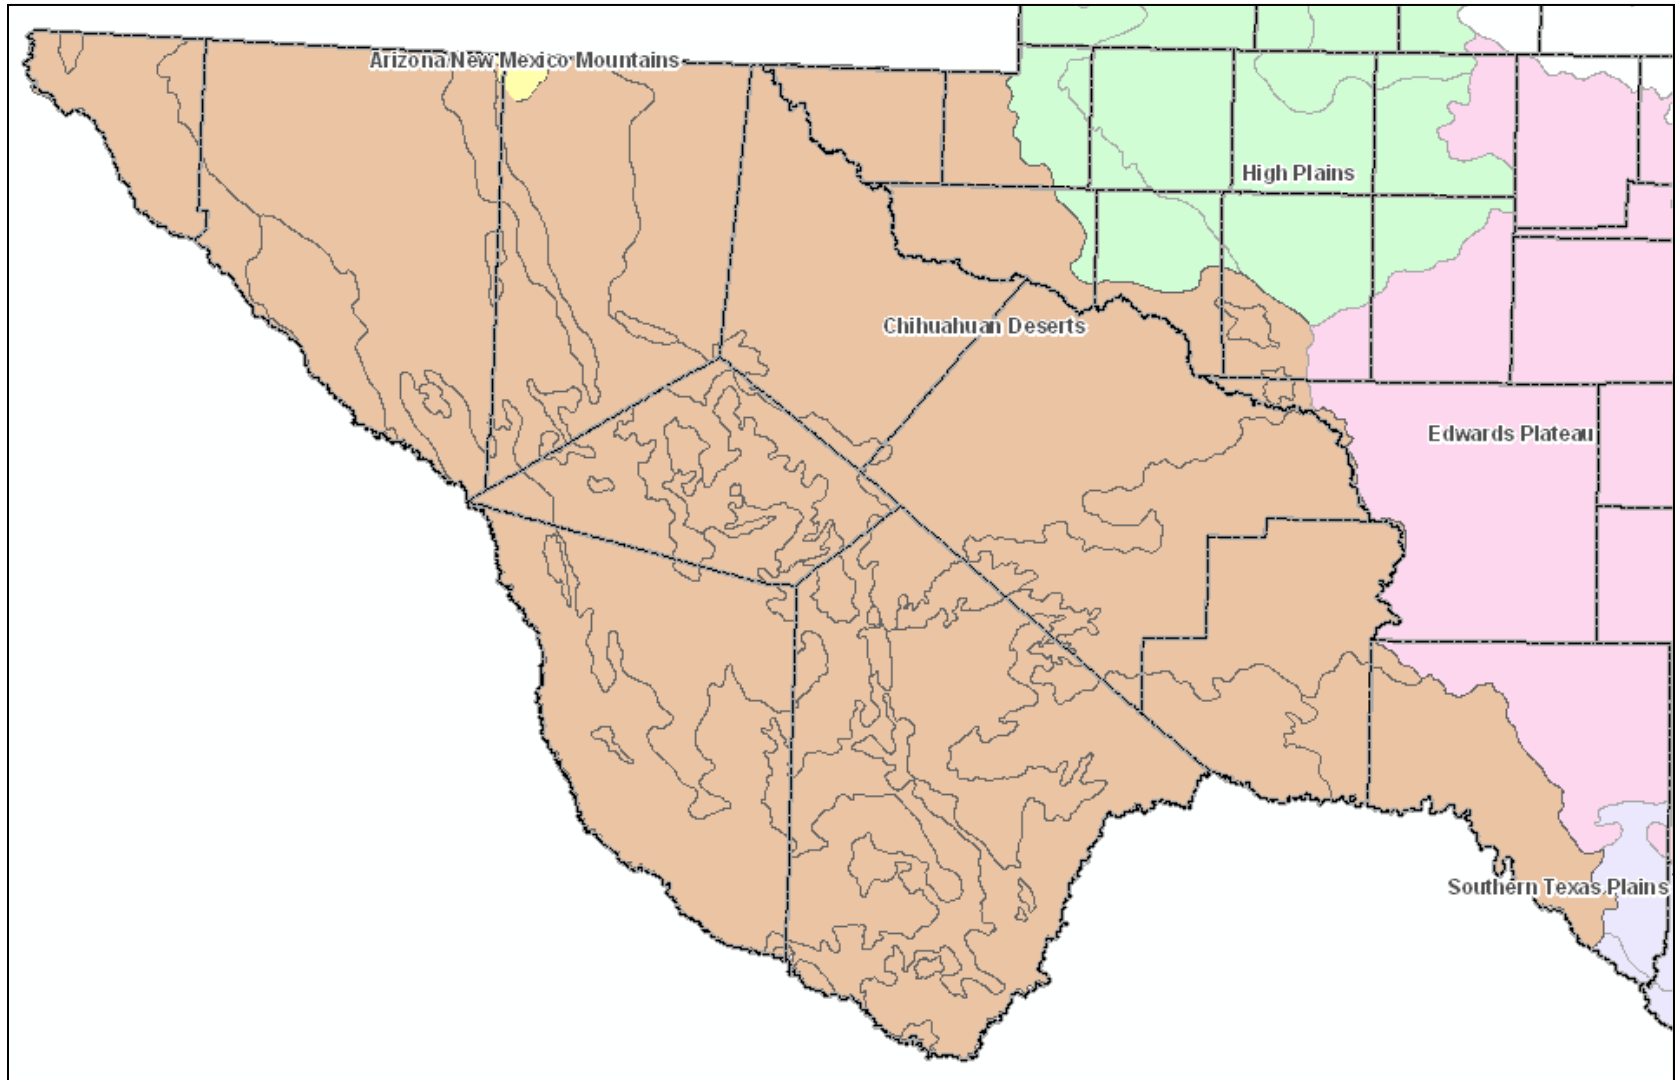 Arizona New Mexico Mountains
High Plains
Chihuahuan Deserts
Edwards Plateau
Southern Texas Plains